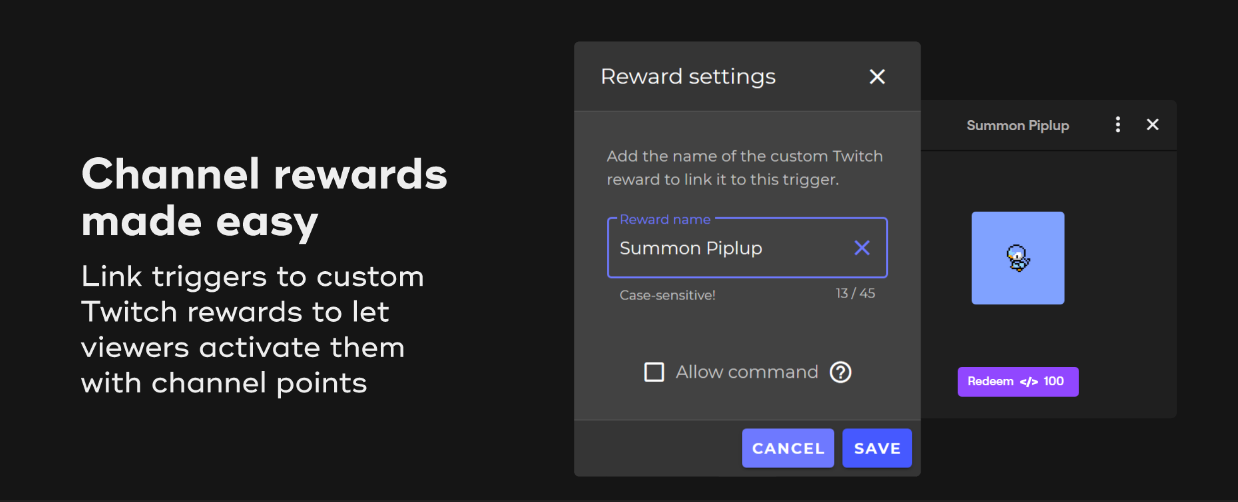 Channel rewards
made easy
Link triggers to custom
Twitch rewards to let
viewers activate them
with channel points
Reward settings
Add the name of the custom Twitch
reward to link it to this trigger.
Reward name
Summon Piplup
Case-sensitive!
13 / 45
Allow command
CANCEL
SAVE
Summon Piplup
Redeem </> 100